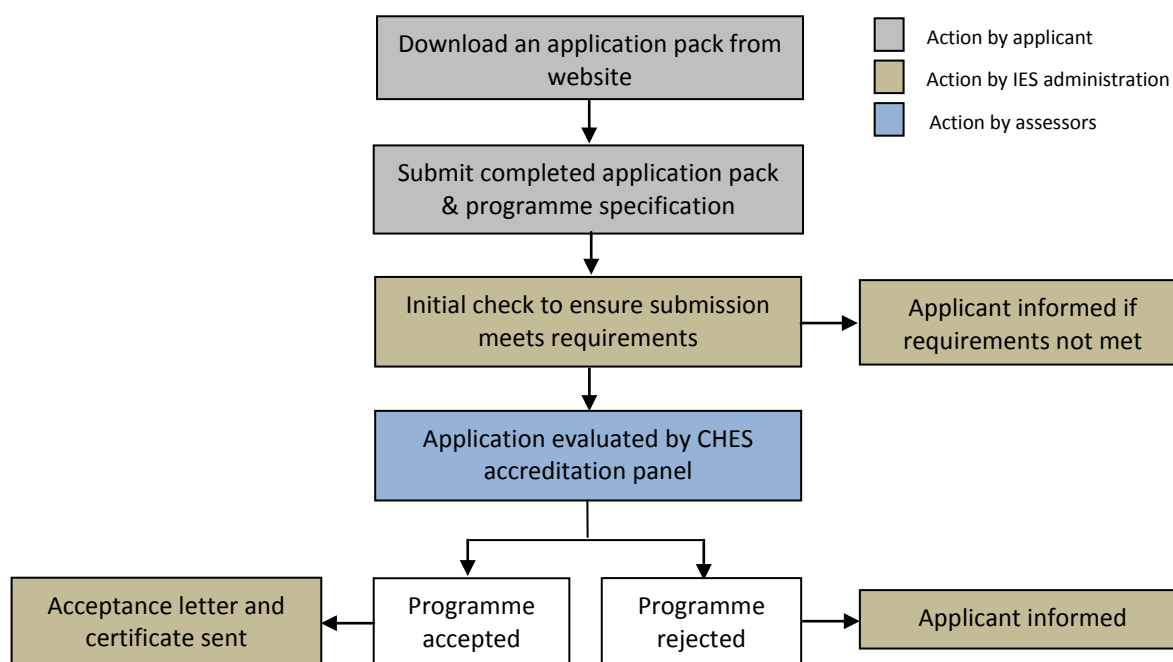 Download an application pack from
website
Action by applicant
Action by IES administration
Action by assessors
Submit completed application pack
& programme specification
Initial check to ensure submission
meets requirements
Applicant informed if
requirements not met
Application evaluated by CHES
accreditation panel
Acceptance letter and
certificate sent
Programme
accepted
Programme
rejected
Applicant informed